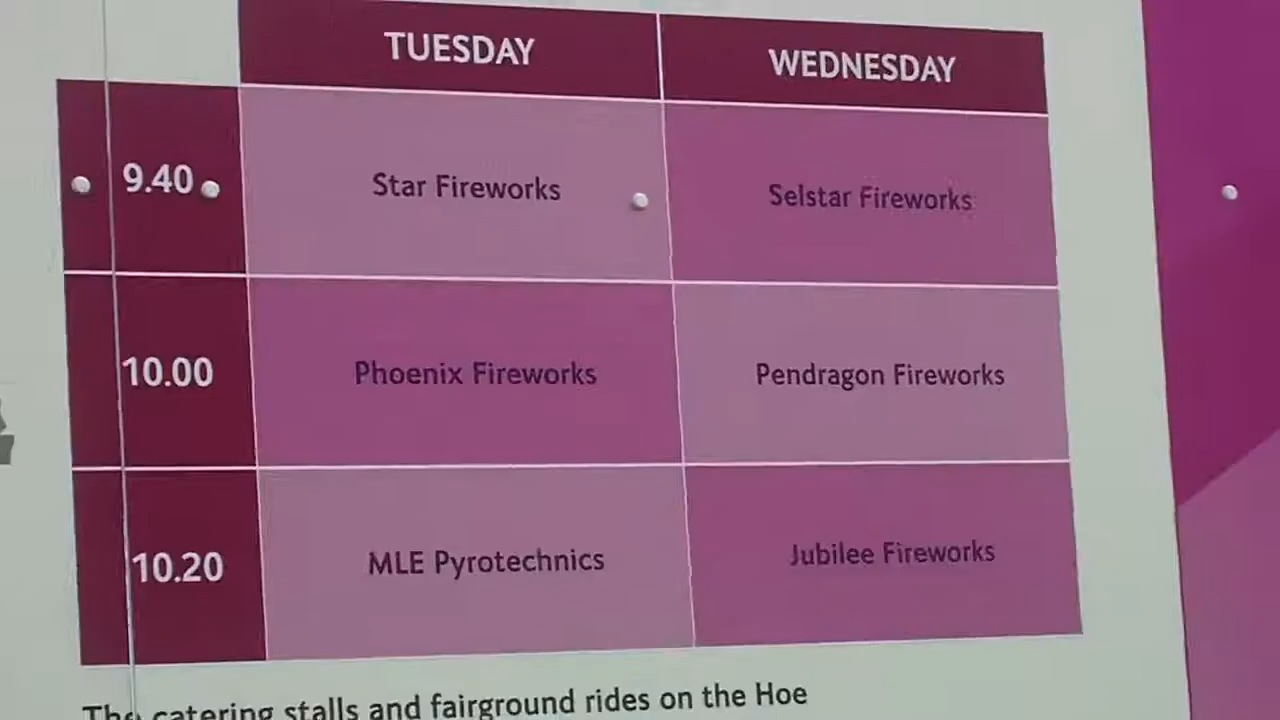 TUESDAY WEDNESDAY
9.40 Star Fireworks Selstar Fireworks
10.00 Phoenix Fireworks Pendragon Fireworks
10.20 MLE Pyrotechnics Jubilee Fireworks
The catering stalls and fairground rides on the Hoe